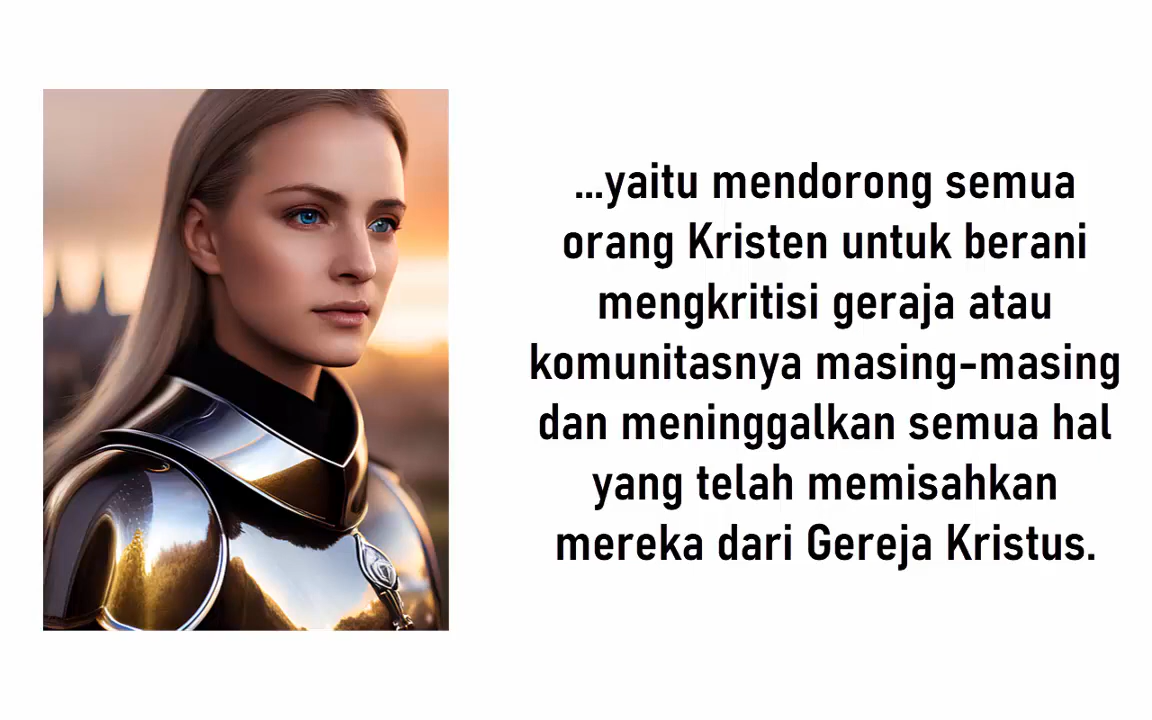 ...yaitu mendorong semua
orang Kristen untuk berani
mengkritisi geraja atau
komunitasnya masing-masing
dan meninggalkan semua hal
yang telah memisahkan
mereka dari Gereja Kristus.